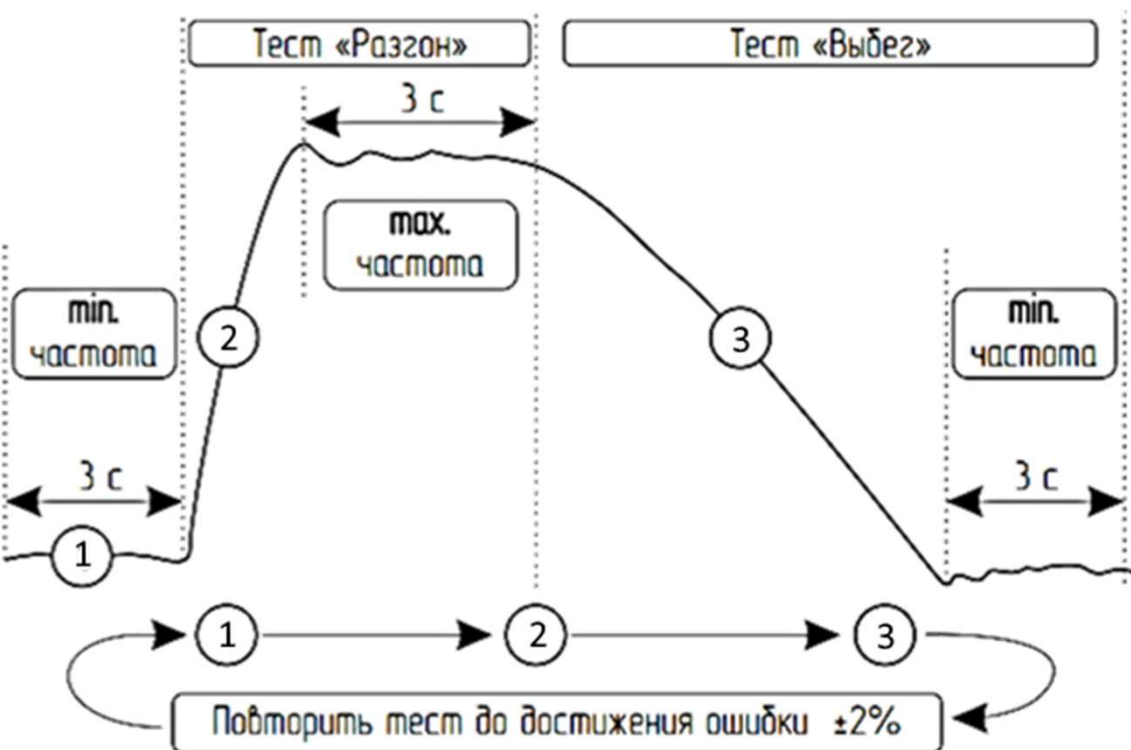 Тест «Разгон»
Тест «Выбег»
3 с
max.
частота
min.
частота
2
3
min.
частота
3 с
3 с
1
1
2
3
Повторить тест до достижения ошибки ±2%